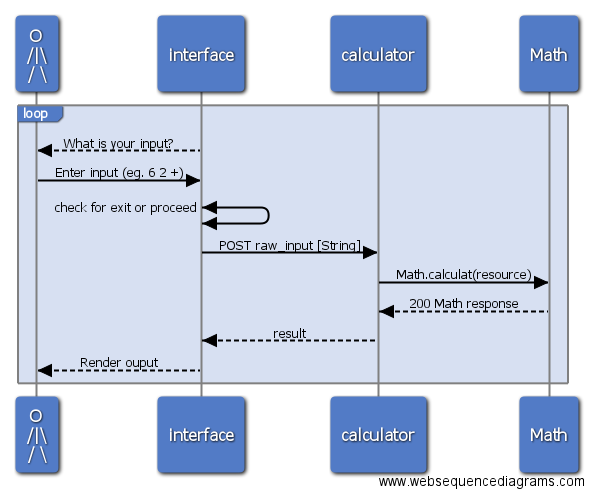 Interface
calculator
Math
loop
What is your input?
Enter input (eg. 6 2 +)
check for exit or proceed
POST raw_input [String]
Math.calculat(resource)
200 Math response
result
Render ouput
Interface
calculator
Math
www.websequencediagrams.com